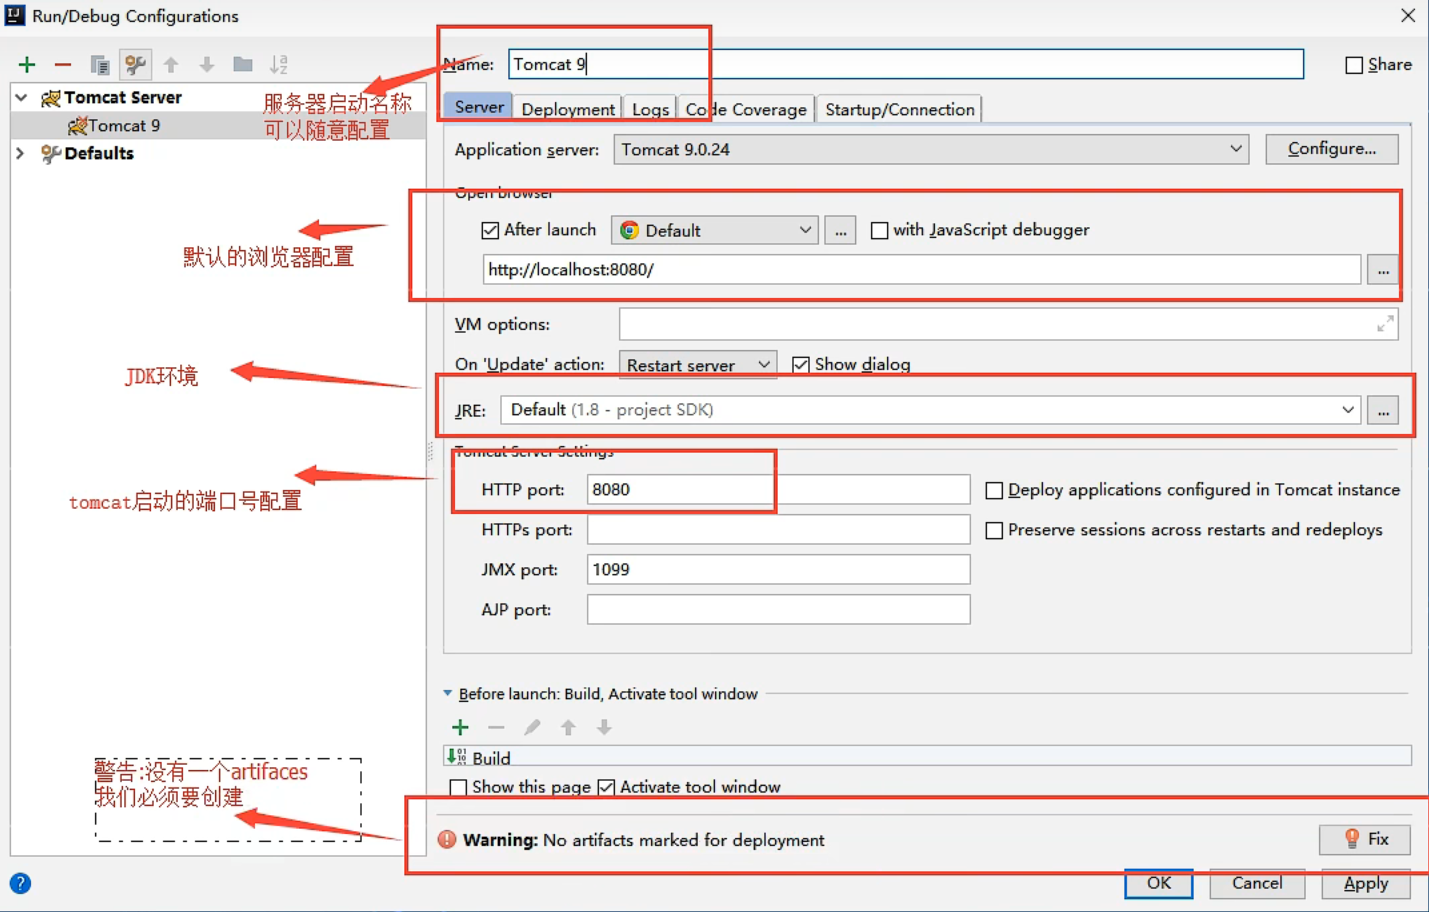 Run/Debug Configurations
Name: Tomcat 9
Share
Tomcat Server
Tomcat 9
Defaults
服务器启动名称
可以随意配置
Server Deployment Logs Code Coverage Startup/Connection
Application server: Tomcat 9.0.24 Configure...
Open browser
After launch Default ... with JavaScript debugger
默认的浏览器配置
http://localhost:8080/ ...
VM options:
On 'Update' action: Restart server Show dialog
JDK环境
JRE: Default (1.8 - project SDK) ...
Tomcat Server Settings
HTTP port: 8080 Deploy applications configured in Tomcat instance
tomcat启动的端口号配置
HTTPs port: Preserve sessions across restarts and redeploys
JMX port: 1099
AJP port:
Before launch: Build, Activate tool window
Build
Show this page Activate tool window
警告:没有一个artifaces
我们必须要创建
Warning: No artifacts marked for deployment Fix
OK Cancel Apply